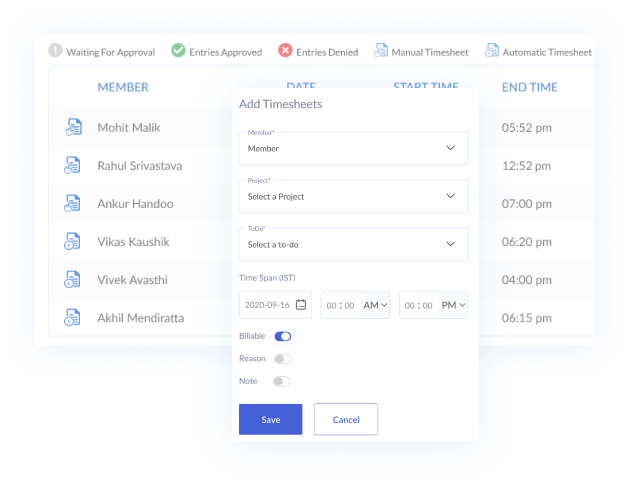 Waiting For Approval Entries Approved Entries Denied Manual Timesheet Automatic Timesheet
MEMBER DATE START TIME END TIME
Mohit Malik 05:52 pm
Rahul Srivastava 12:52 pm
Ankur Handoo 07:00 pm
Vikas Kaushik 06:20 pm
Vivek Avasthi 04:00 pm
Akhil Mendiratta 06:15 pm
Add Timesheets
Member*
Member
Project*
Select a Project
ToDo*
Select a to-do
Time Span (IST)
2020-09-16 00 : 00 AM 00 : 00 PM
Billable
Reason
Note
Save Cancel